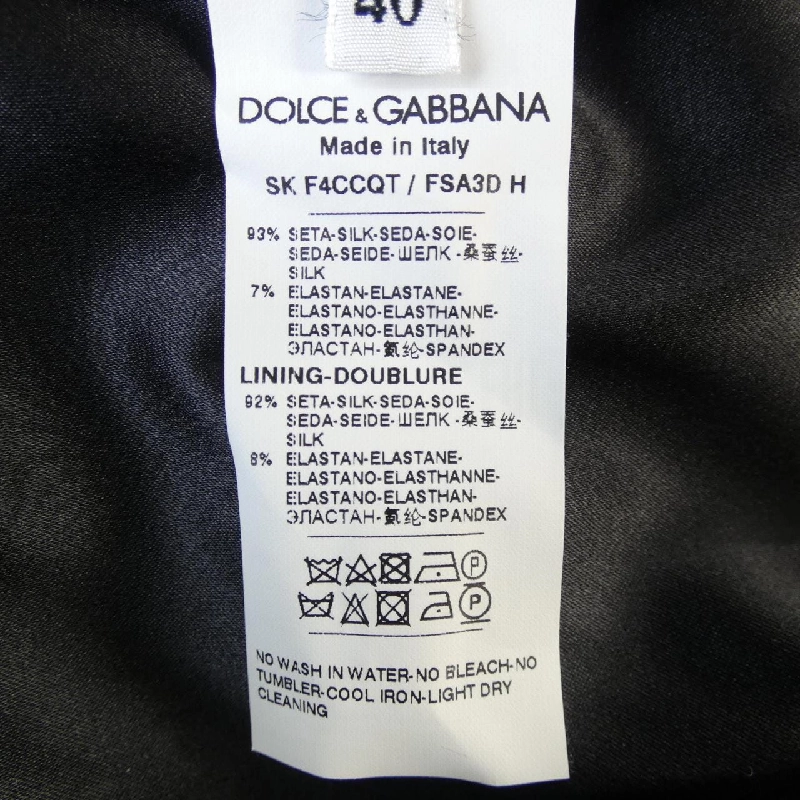 40
DOLCE & GABBANA
Made in Italy
SK F4CCQT / FSA3D H
93% SETA-SILK-SEDA-SOIE-
SEDA-SEIDE-ШЕЛК -桑蚕丝-
SILK
7% ELASTAN-ELASTANE-
ELASTANO-ELASTHANNE-
ELASTANO-ELASTHAN-
ЭЛАСТАН-氨纶-SPANDEX
LINING-DOUBLURE
92% SETA-SILK-SEDA-SOIE-
SEDA-SEIDE-ШЕЛК -桑蚕丝-
SILK
8% ELASTAN-ELASTANE-
ELASTANO-ELASTHANNE-
ELASTANO-ELASTHAN-
ЭЛАСТАН-氨纶-SPANDEX
P
P
NO WASH IN WATER-NO BLEACH-NO
TUMBLER-COOL IRON-LIGHT DRY
CLEANING